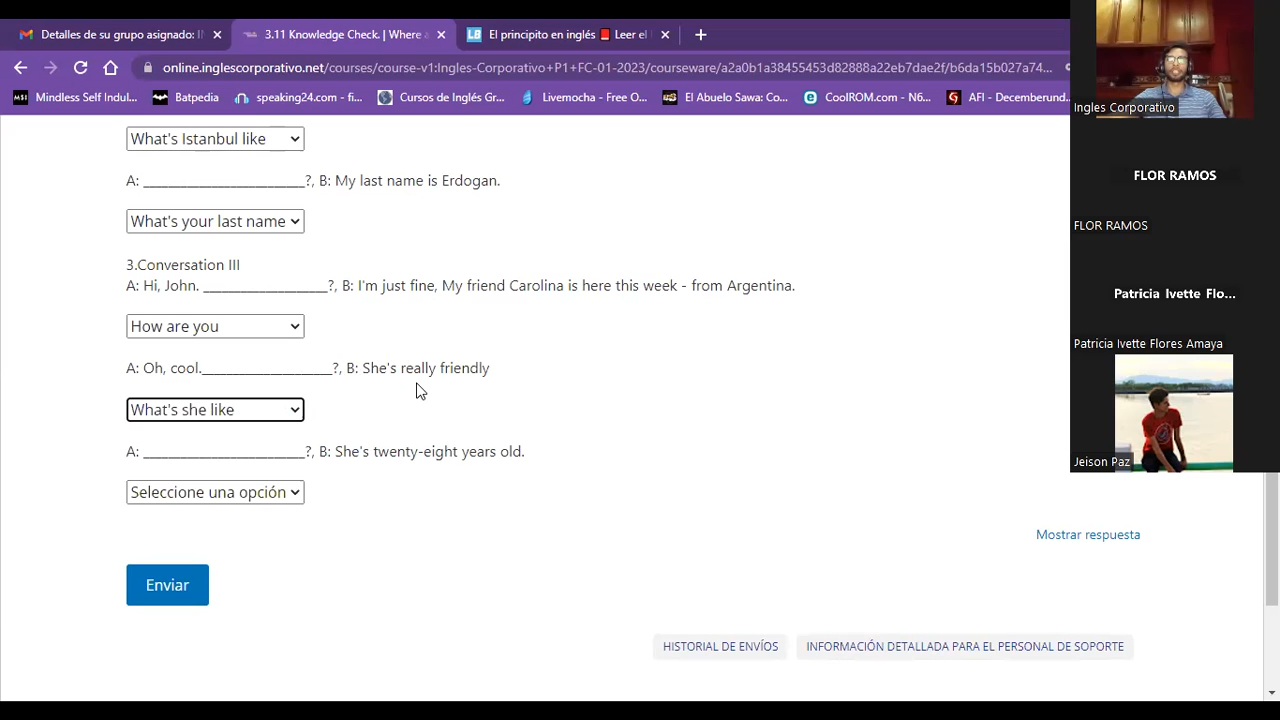 Detalles de su grupo asignado: I
3.11 Knowledge Check. | Where a
El principito en inglés 📕 Leer el
online.inglescorporativo.net/courses/course-v1:Ingles-Corporativo+P1+FC-01-2023/courseware/a2a0b1a38455453d82888a22eb7dae2f/b6da15b027a74...
Mindless Self Indul...
Batpedia
speaking24.com - fi...
Cursos de Inglés Gr...
Livemocha - Free O...
El Abuelo Sawa: Co...
CoolROM.com - N6...
AFI - Decemberund...
What's Istanbul like
A: _________________________?, B: My last name is Erdogan.
What's your last name
3.Conversation III
A: Hi, John. ___________________?, B: I'm just fine, My friend Carolina is here this week - from Argentina.
How are you
A: Oh, cool.____________________?, B: She's really friendly
What's she like
A: _________________________?, B: She's twenty-eight years old.
Seleccione una opción
Mostrar respuesta
Enviar
HISTORIAL DE ENVÍOS
INFORMACIÓN DETALLADA PARA EL PERSONAL DE SOPORTE
Ingles Corporativo
FLOR RAMOS
FLOR RAMOS
Patricia Ivette Flo...
Patricia Ivette Flores Amaya
Jeison Paz